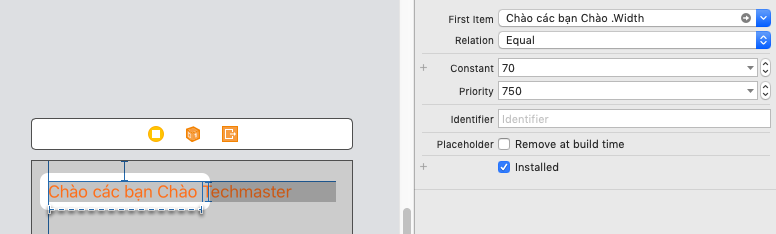 First Item Chào các bạn Chào .Width
Relation Equal
Constant 70
Priority 750
Identifier Identifier
Placeholder Remove at build time
Installed
Chào các bạn Chào Techmaster